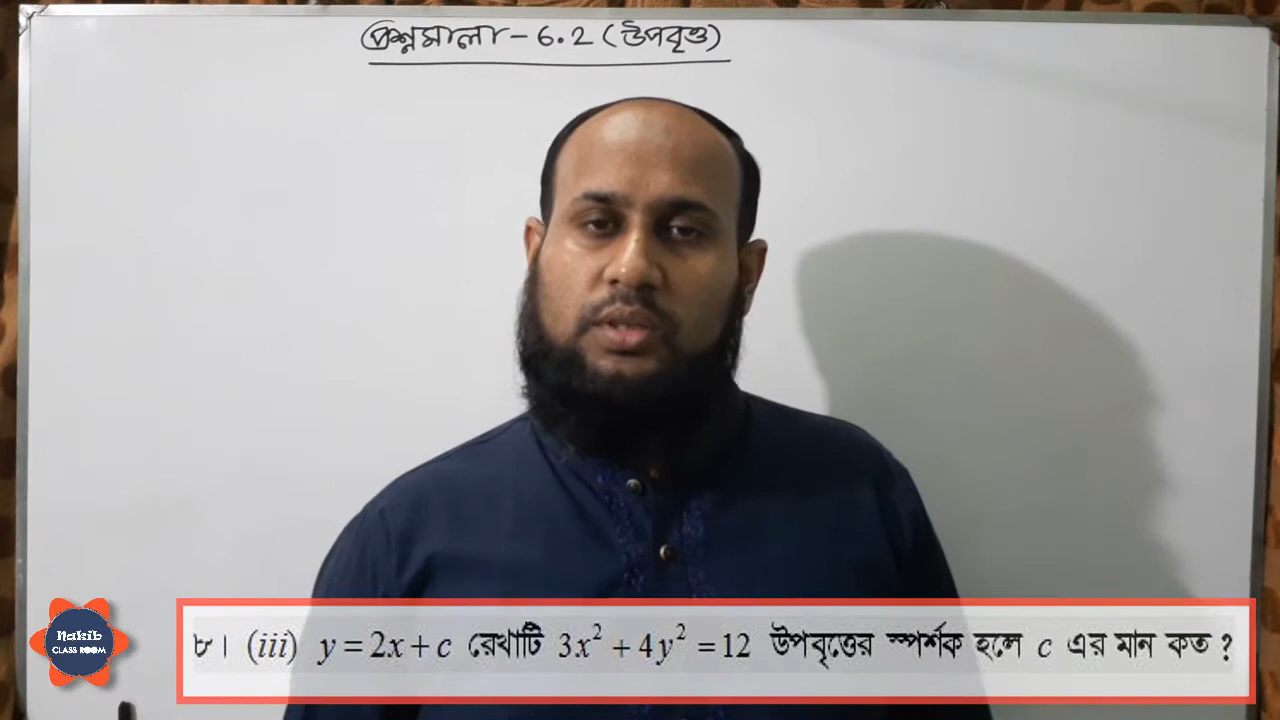 প্রশ্নমালা - 6.2 (উপবৃত্ত)
Nakib
CLASS ROOM
৮। (iii) y = 2x + c রেখাটি 3x² + 4y² = 12 উপবৃত্তের স্পর্শক হলে c এর মান কত ?